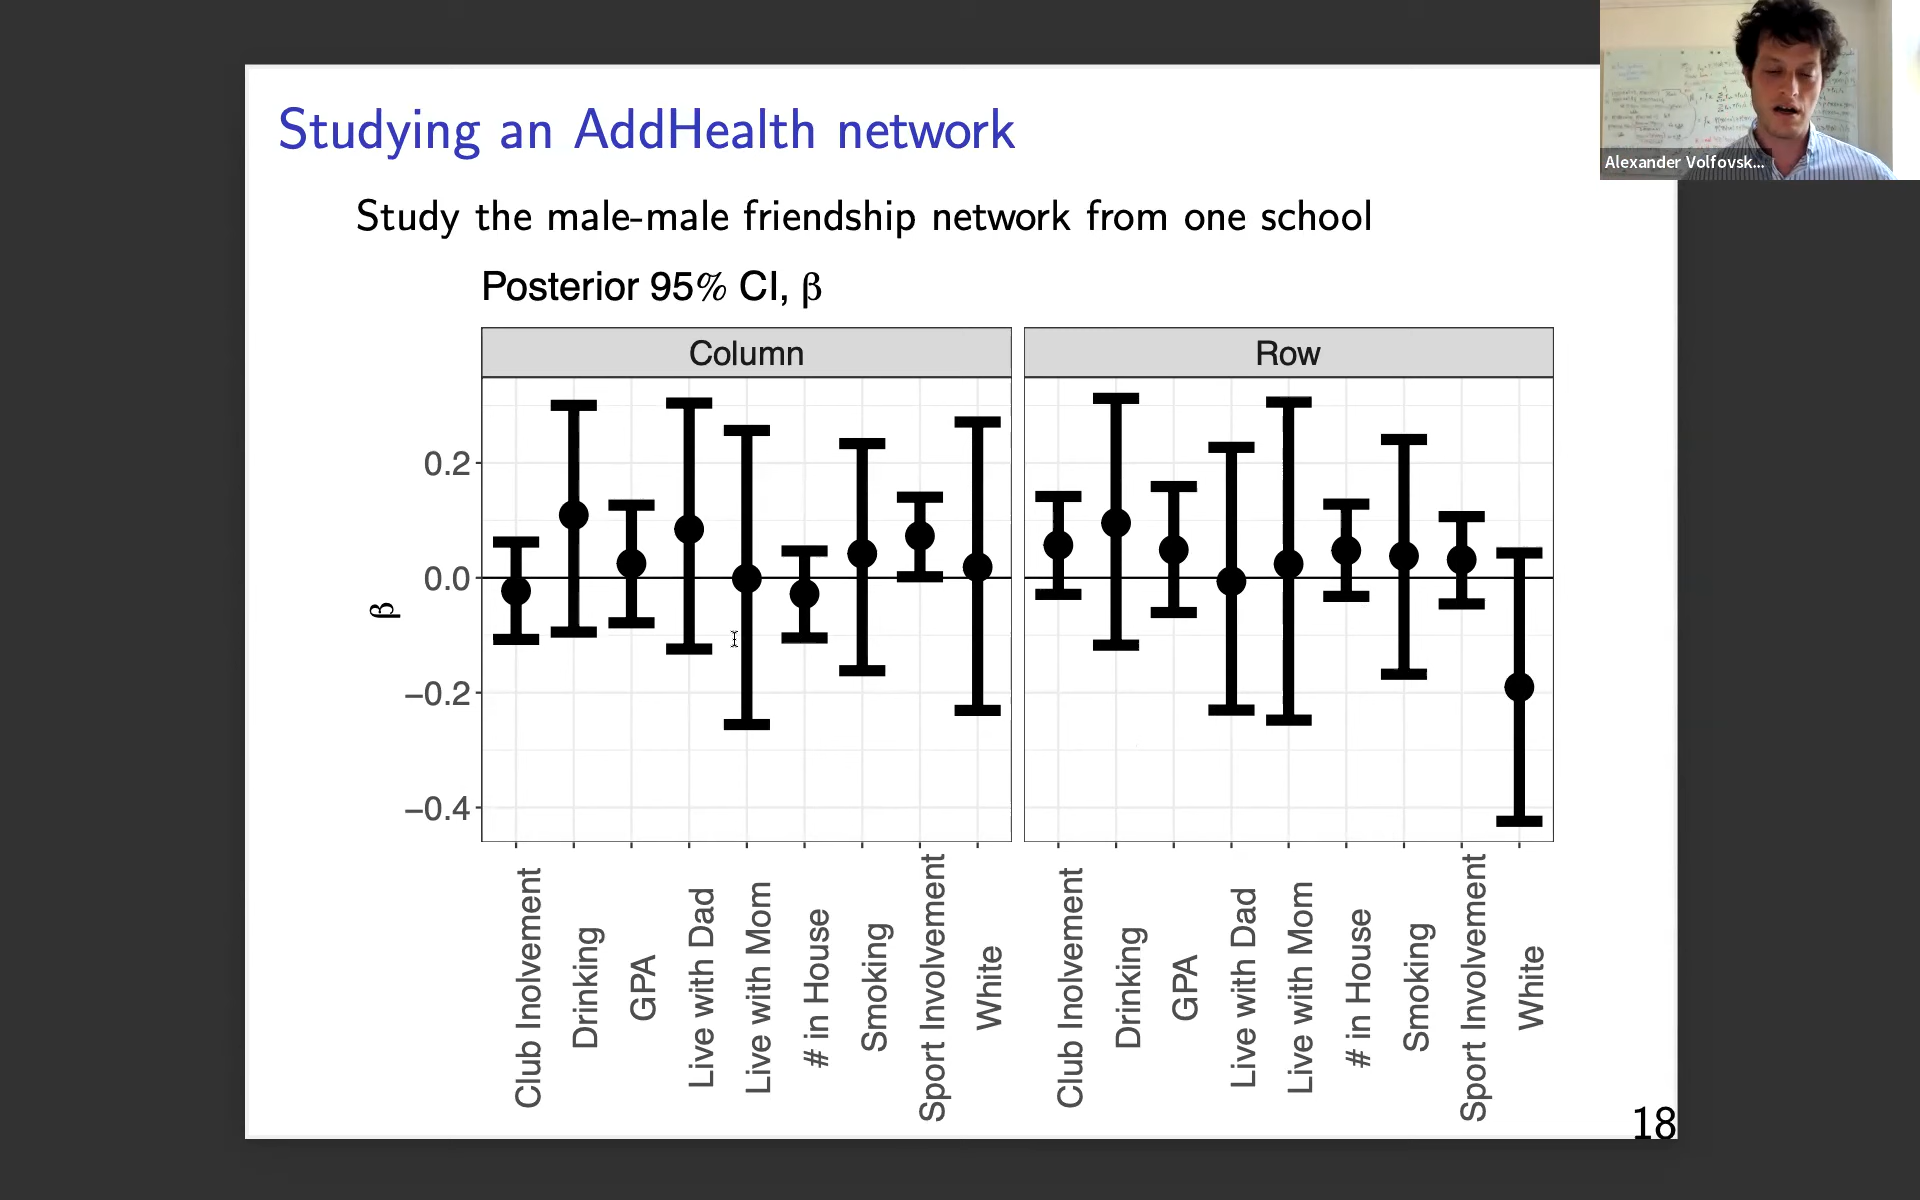 Studying an AddHealth network
Alexander Volfovsk...
Study the male-male friendship network from one school
Posterior 95% CI, β
Column
Row
0.2
0.0
−0.2
−0.4
β
Club Inolvement
Drinking
GPA
Live with Dad
Live with Mom
# in House
Smoking
Sport Involvement
White
Club Inolvement
Drinking
GPA
Live with Dad
Live with Mom
# in House
Smoking
Sport Involvement
White
18